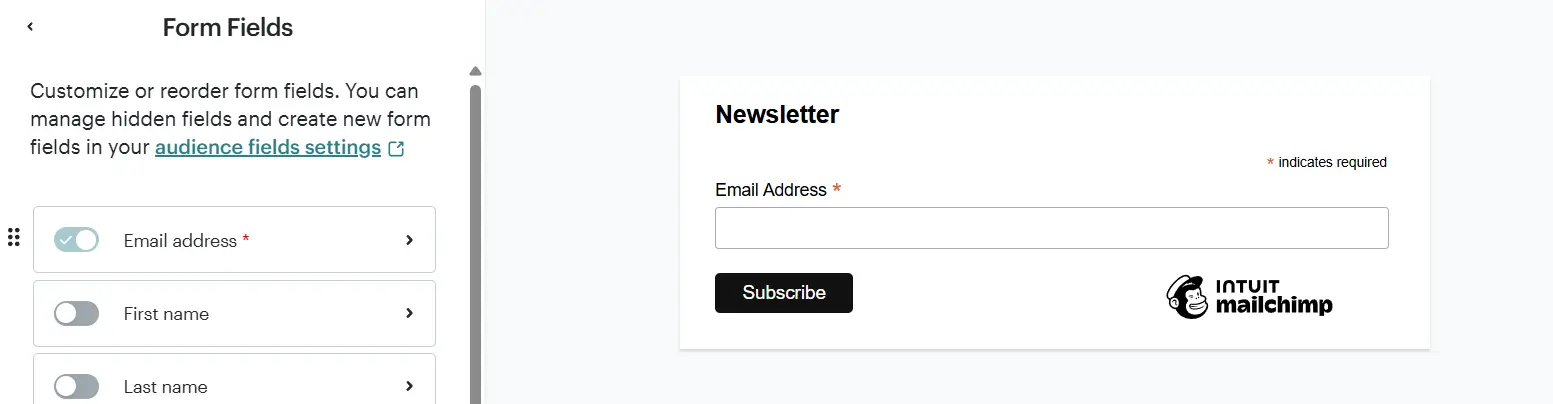 Form Fields
Customize or reorder form fields. You can
manage hidden fields and create new form
fields in your audience fields settings
Email address *
First name
Last name
Newsletter
* indicates required
Email Address *
Subscribe
INTUIT
mailchimp